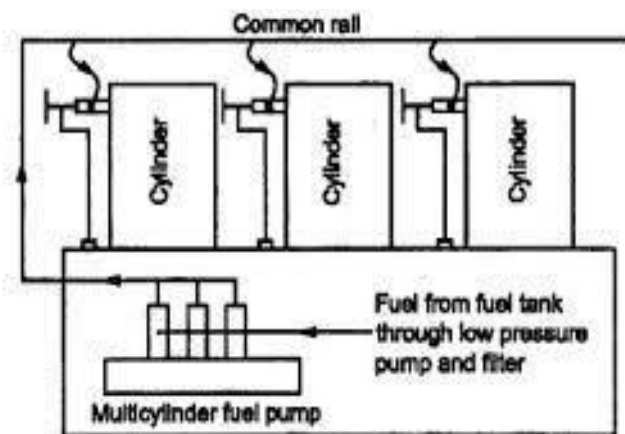 Common rail
Cylinder
Cylinder
Cylinder
Fuel from fuel tank
through low pressure
pump and filter
Multicylinder fuel pump